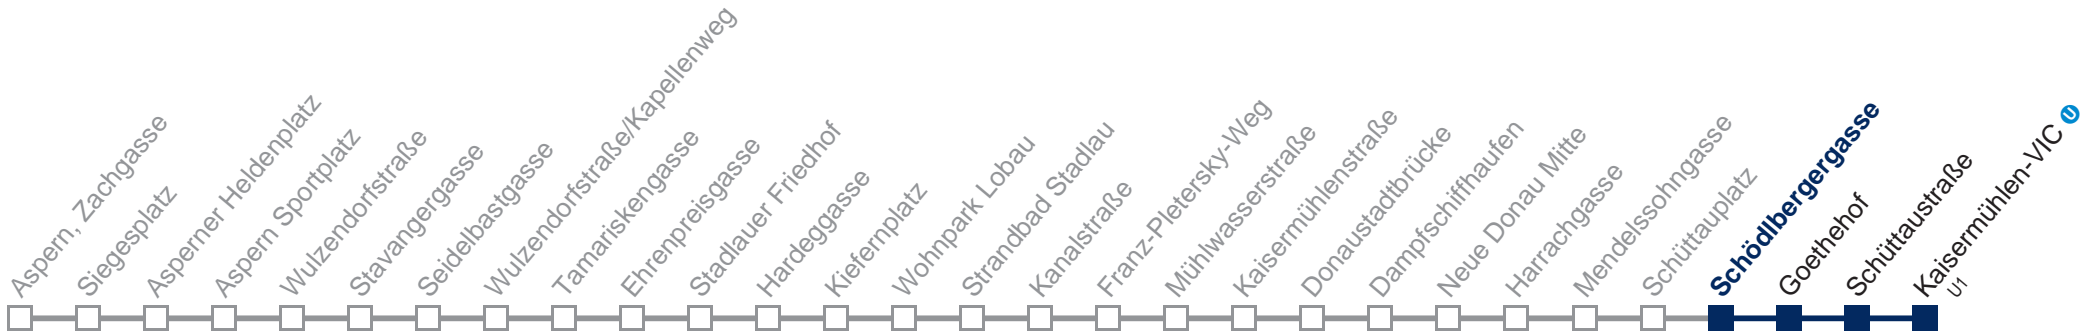 Aspern, Zachgasse
Siegesplatz
Asperner Heldenplatz
Aspern Sportplatz
Wulzendorfstraße
Stavangergasse
Seidelbastgasse
Wulzendorfstraße/Kapellenweg
Tamariskengasse
Ehrenpreisgasse
Stadlauer Friedhof
Hardeggasse
Kiefernplatz
Wohnpark Lobau
Strandbad Stadlau
Kanalstraße
Franz-Pletersky-Weg
Mühlwasserstraße
Kaisermühlenstraße
Donaustadtbrücke
Dampfschiffhaufen
Neue Donau Mitte
Harrachgasse
Mendelssohngasse
Schüttauplatz
Schödlbergergasse
Goethehof
Schüttaustraße
Kaisermühlen-VIC U
U1